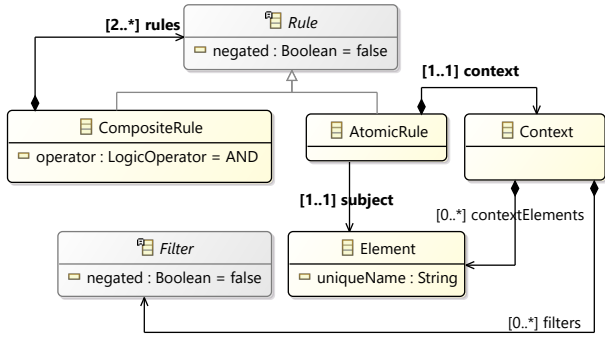 Rule
[2..*] rules
negated : Boolean = false
[1..1] context
CompositeRule
AtomicRule
Context
operator : LogicOperator = AND
[1..1] subject
[0..*] contextElements
Filter
Element
negated : Boolean = false
uniqueName : String
[0..*] filters